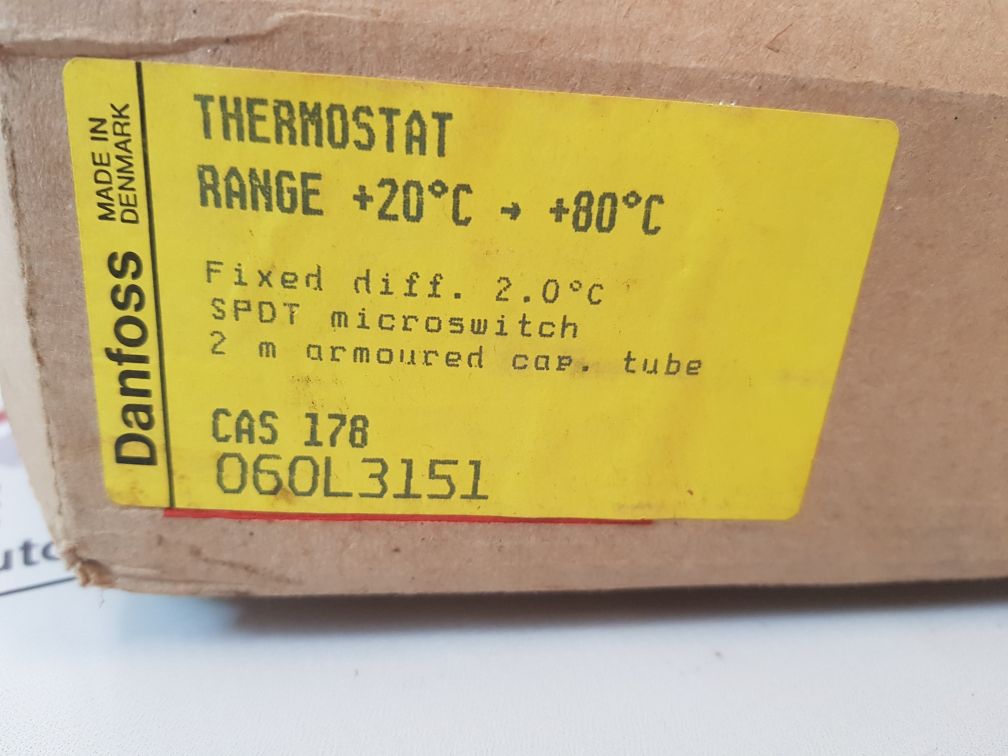 MADE IN
DENMARK
Danfoss
THERMOSTAT
RANGE +20°C → +80°C
Fixed diff. 2.0°C
SPDT microswitch
2 m armoured cap. tube
CAS 178
060L3151